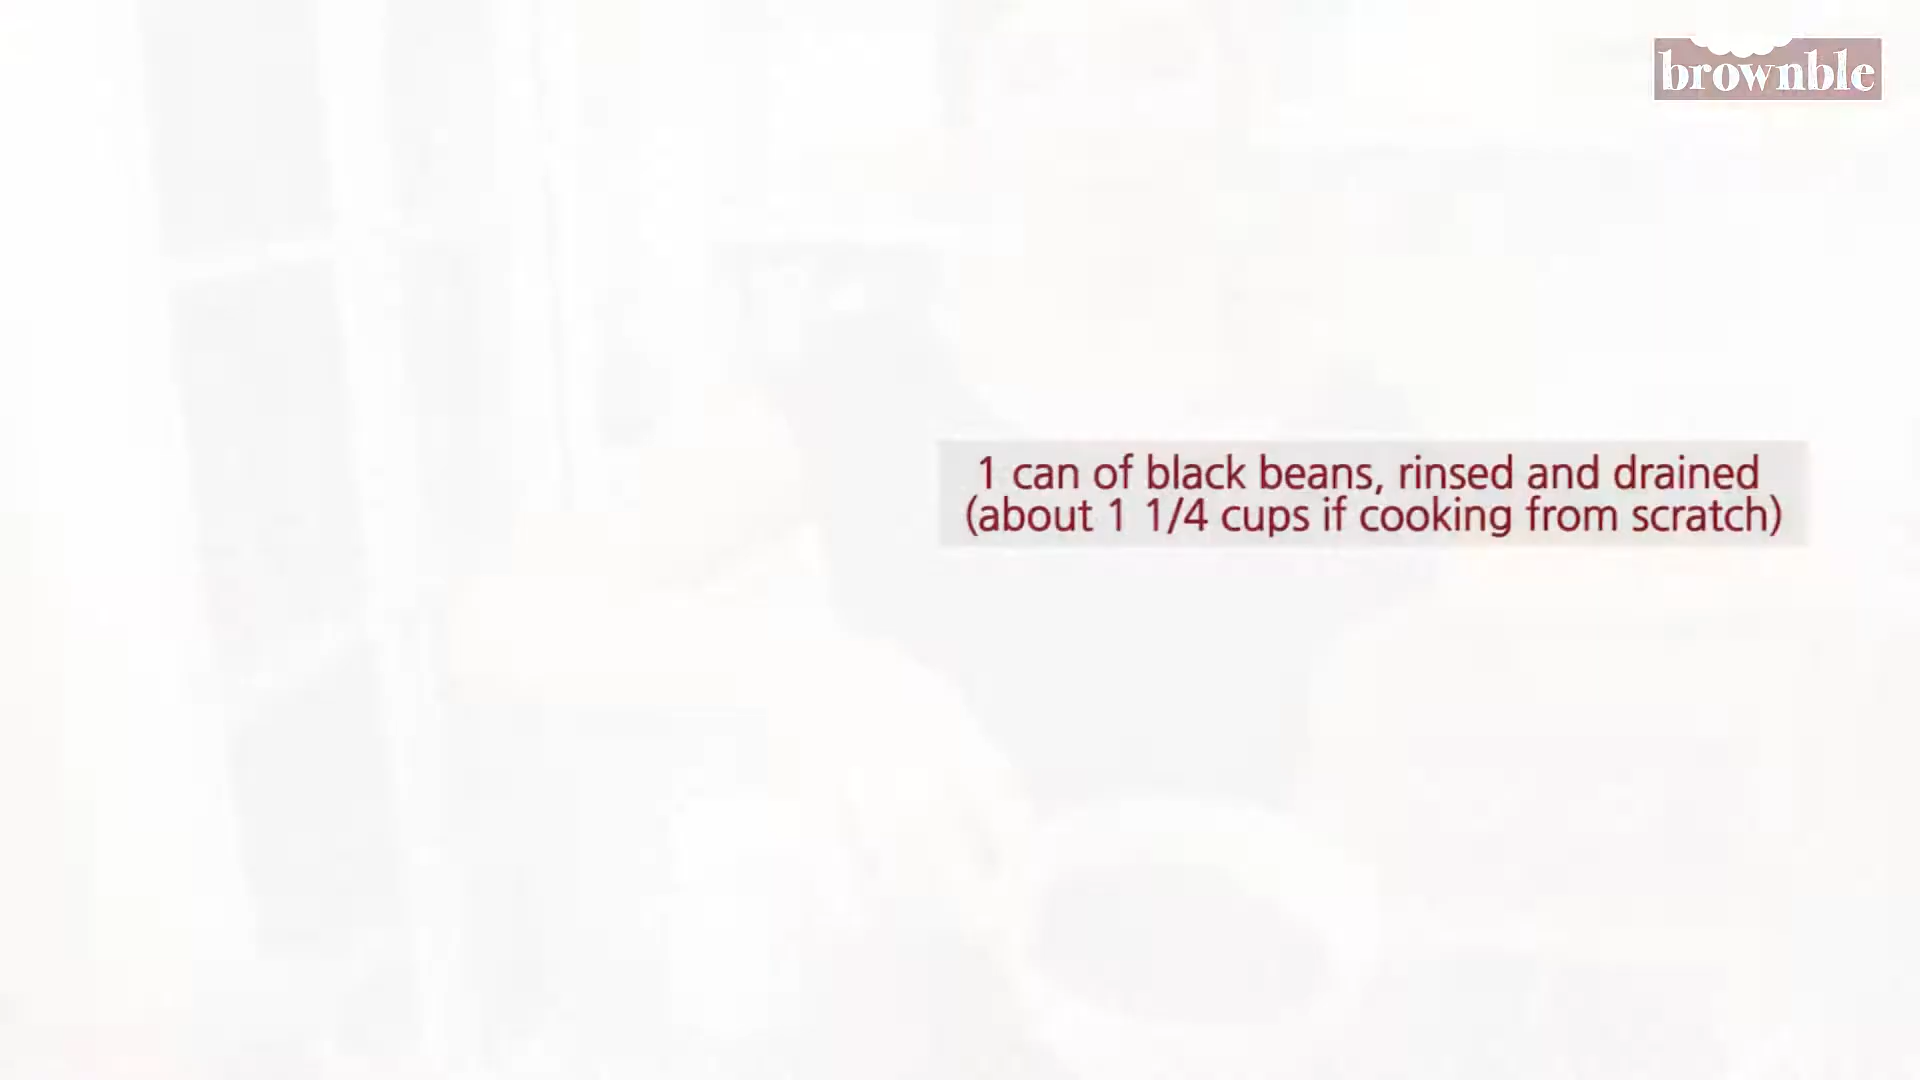 brownble
1 can of black beans, rinsed and drained
(about 1 1/4 cups if cooking from scratch)